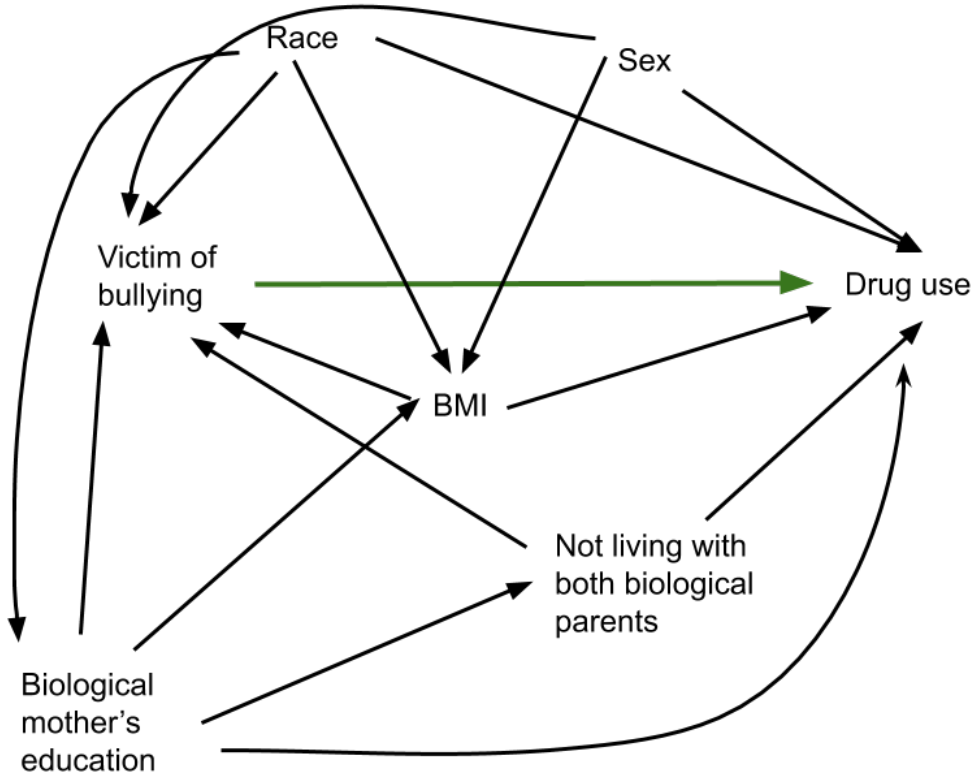 Race
Sex
Victim of
bullying
Drug use
BMI
Not living with
both biological
parents
Biological
mother’s
education